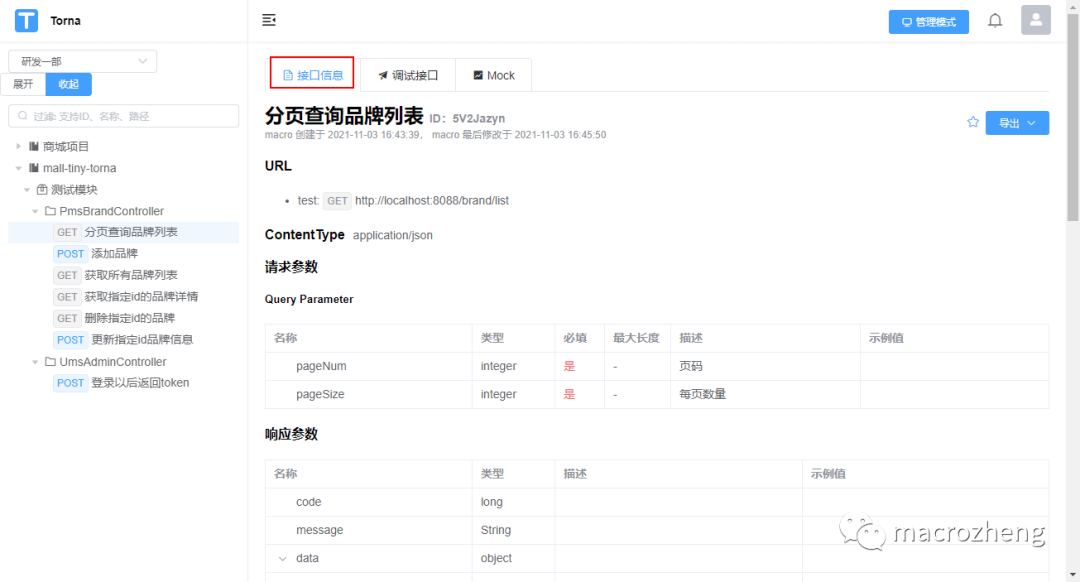 Torna
管理模式
研发一部
展开 收起
过滤: 支持ID、名称、路径
商城项目
mall-tiny-torna
测试模块
PmsBrandController
GET 分页查询品牌列表
POST 添加品牌
GET 获取所有品牌列表
GET 获取指定id的品牌详情
GET 删除指定id的品牌
POST 更新指定id品牌信息
UmsAdminController
POST 登录以后返回token
接口信息 调试接口 Mock
分页查询品牌列表 ID：5V2Jazyn
macro 创建于 2021-11-03 16:43:39， macro 最后修改于 2021-11-03 16:45:50
导出
URL
test: GET http://localhost:8088/brand/list
ContentType application/json
请求参数
Query Parameter
名称 类型 必填 最大长度 描述 示例值
pageNum integer 是 - 页码
pageSize integer 是 - 每页数量
响应参数
名称 类型 描述 示例值
code long
message String
data object
macrozheng